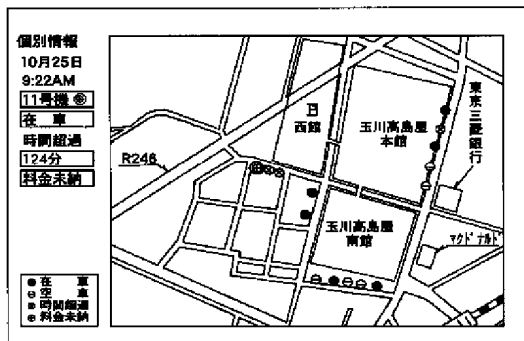 個別情報
10月25日
9:22AM
11号機
在 車
時間超過
124分
料金未納
R246
西館
玉川高島屋
本館
東京三菱銀行
玉川高島屋
南館
マクドナルド
在 車
空 車
時間超過
料金未納